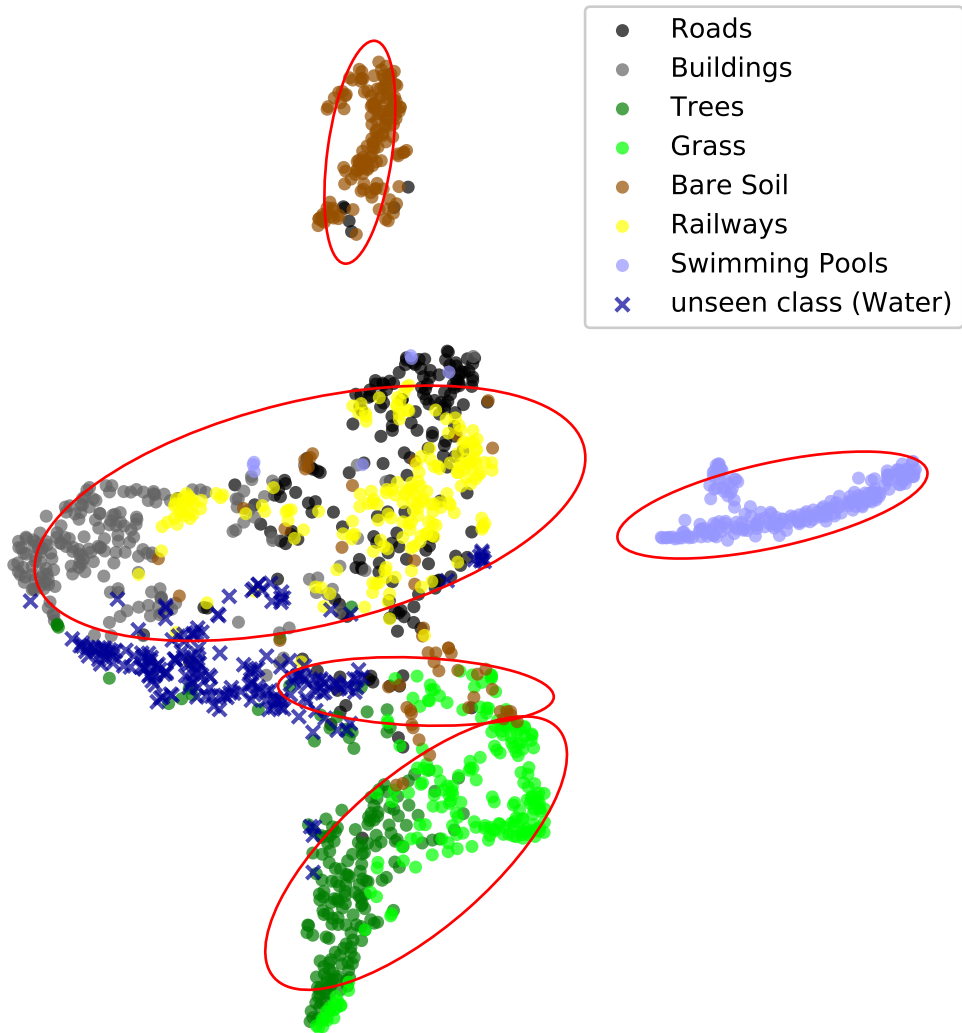 Roads
Buildings
Trees
Grass
Bare Soil
Railways
Swimming Pools
unseen class (Water)